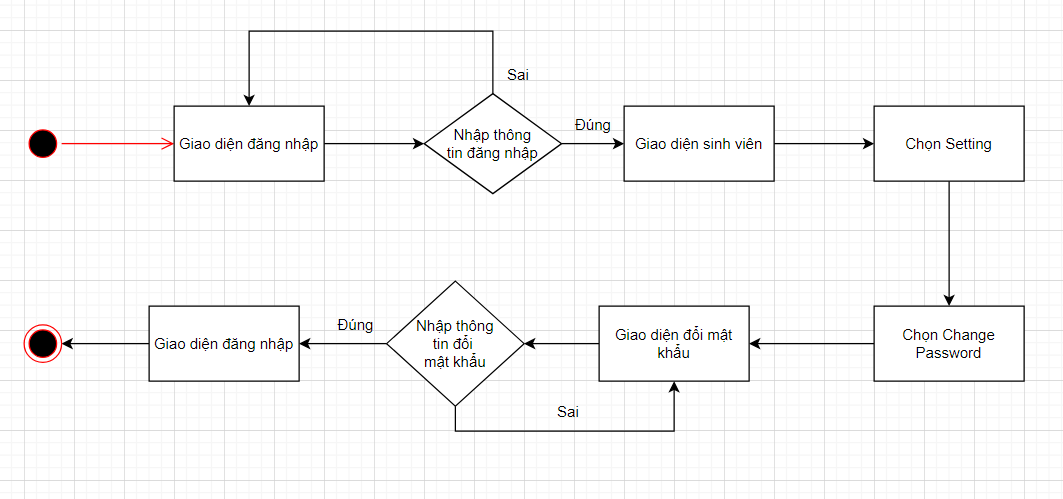 Sai
Giao diện đăng nhập
Nhập thông
tin đăng nhập
Đúng
Giao diện sinh viên
Chọn Setting
Chọn Change
Password
Giao diện đổi mật
khẩu
Nhập thông
tin đổi
mật khẩu
Đúng
Giao diện đăng nhập
Sai